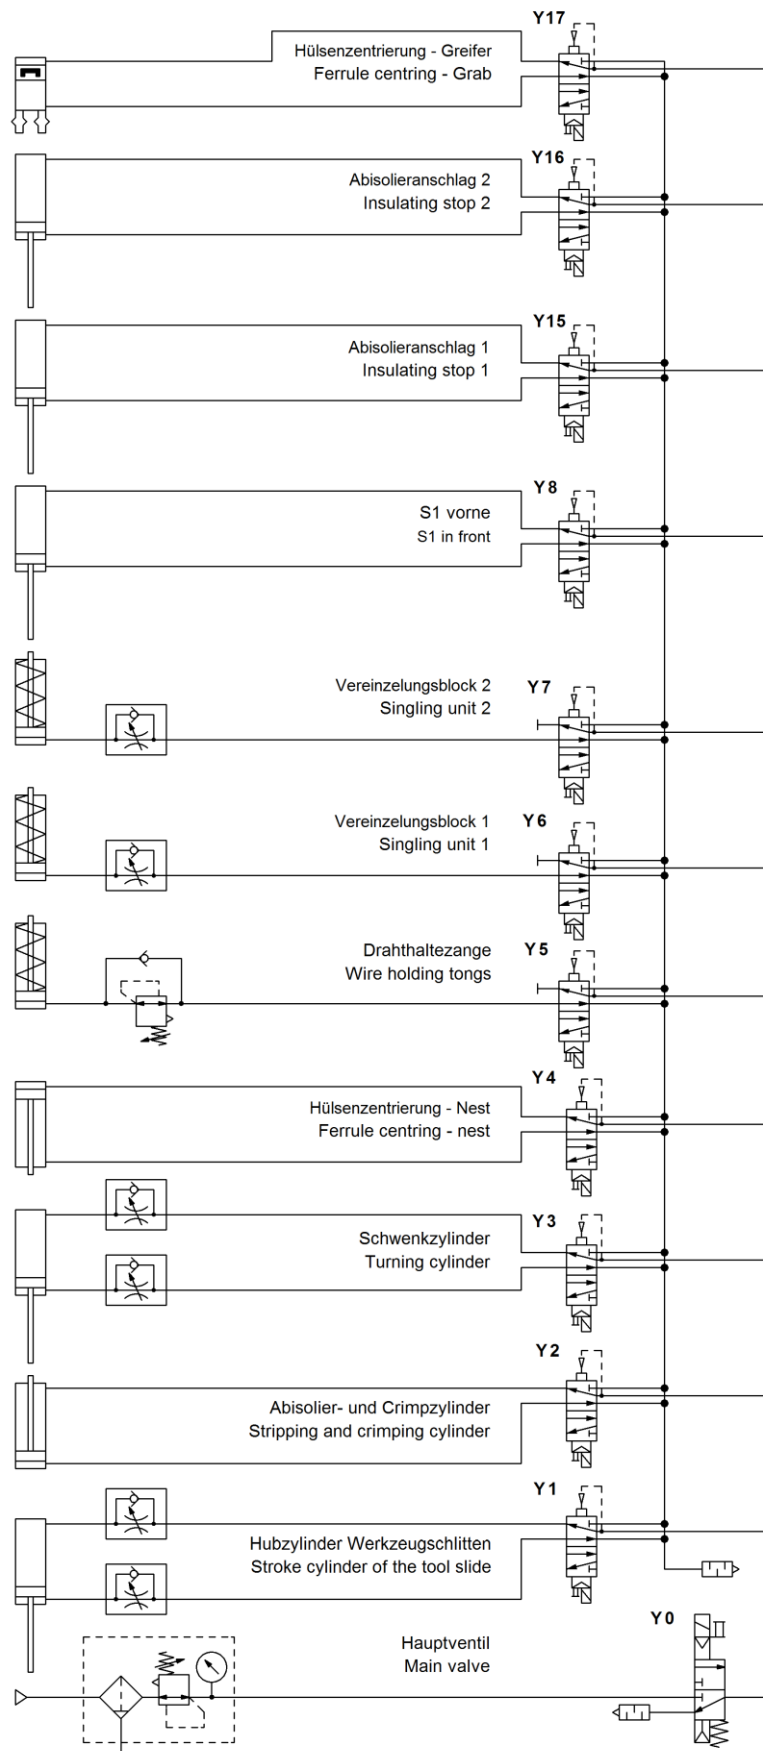 Y17
Hülsenzentrierung - Greifer
Ferrule centring - Grab
Y16
Abisolieranschlag 2
Insulating stop 2
Y15
Abisolieranschlag 1
Insulating stop 1
Y8
S1 vorne
S1 in front
Vereinzelungsblock 2
Y7
Singling unit 2
Vereinzelungsblock 1
Y6
Singling unit 1
Drahthaltezange
Y5
Wire holding tongs
Y4
Hülsenzentrierung - Nest
Ferrule centring - nest
Y3
Schwenkzylinder
Turning cylinder
Y2
Abisolier- und Crimpzylinder
Stripping and crimping cylinder
Y1
Hubzylinder Werkzeugschlitten
Stroke cylinder of the tool slide
Y0
Hauptventil
Main valve